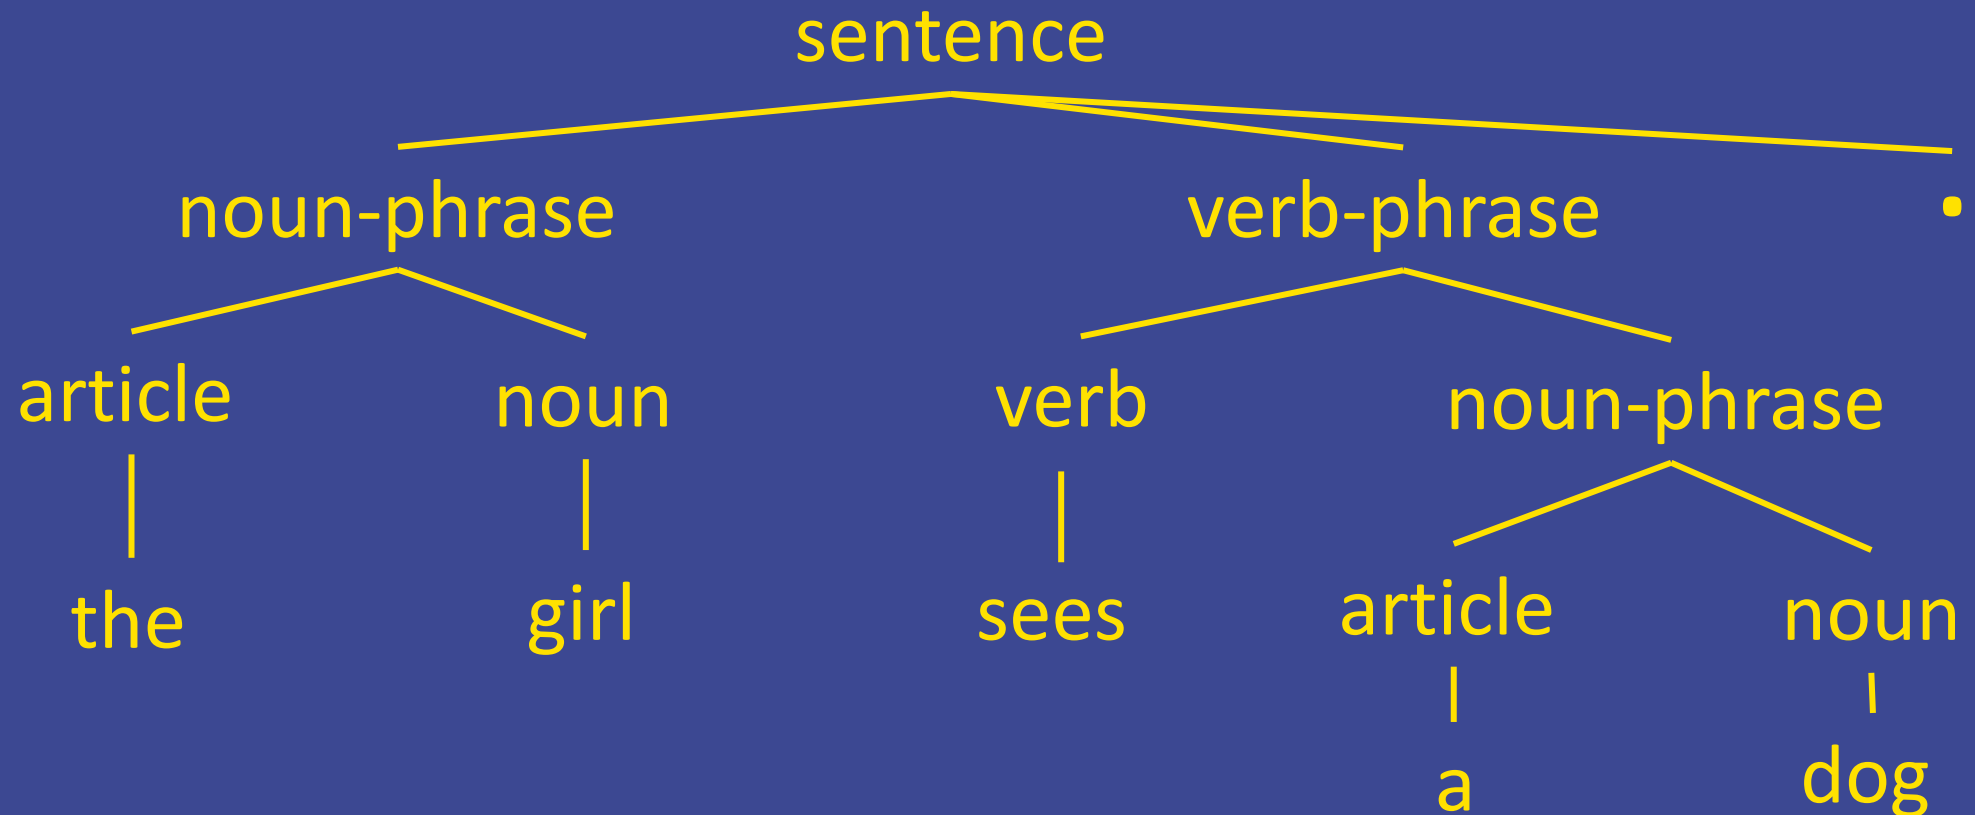 sentence
noun-phrase verb-phrase .
article noun verb noun-phrase
the girl sees article noun
a dog